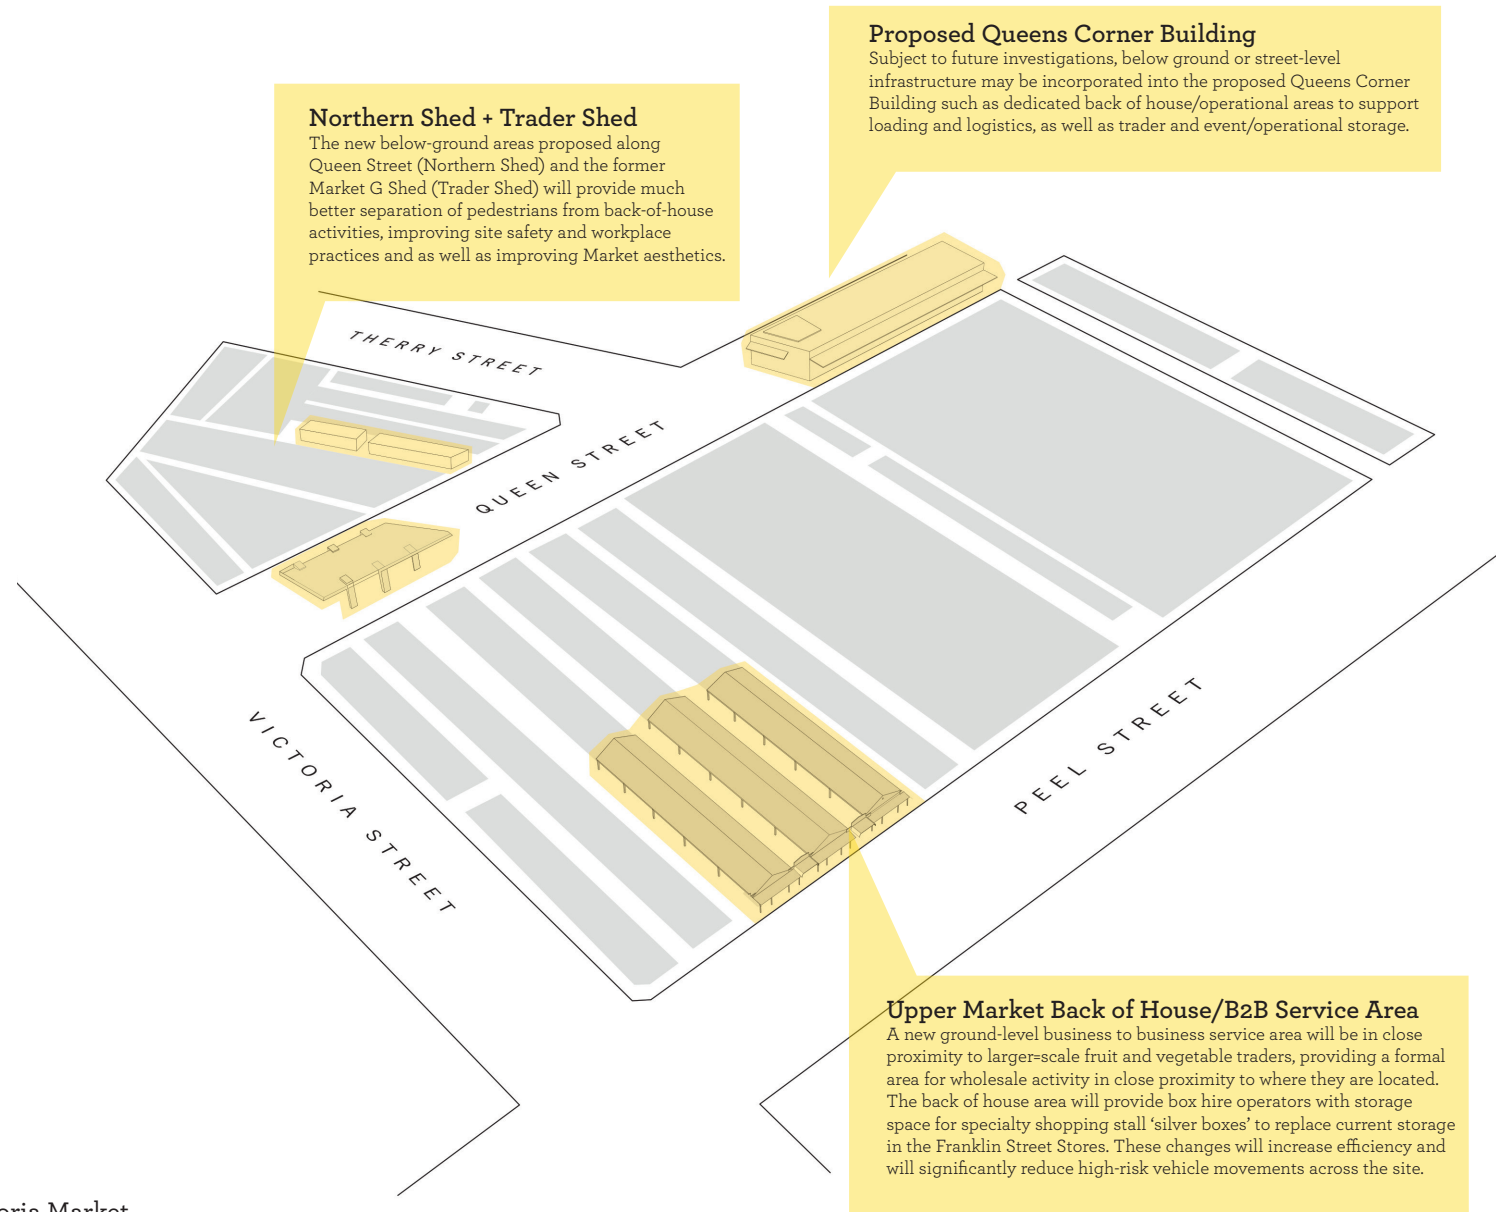 Proposed Queens Corner Building
Subject to future investigations, below ground or street-level
infrastructure may be incorporated into the proposed Queens Corner
Building such as dedicated back of house/operational areas to support
loading and logistics, as well as trader and event/operational storage.
Northern Shed + Trader Shed
The new below-ground areas proposed along
Queen Street (Northern Shed) and the former
Market G Shed (Trader Shed) will provide much
better separation of pedestrians from back-of-house
activities, improving site safety and workplace
practices and as well as improving Market aesthetics.
THERRY STREET
QUEEN STREET
VICTORIA STREET
PEEL STREET
Upper Market Back of House/B2B Service Area
A new ground-level business to business service area will be in close
proximity to larger=scale fruit and vegetable traders, providing a formal
area for wholesale activity in close proximity to where they are located.
The back of house area will provide box hire operators with storage
space for specialty shopping stall ‘silver boxes’ to replace current storage
in the Franklin Street Stores. These changes will increase efficiency and
will significantly reduce high-risk vehicle movements across the site.
oria Market